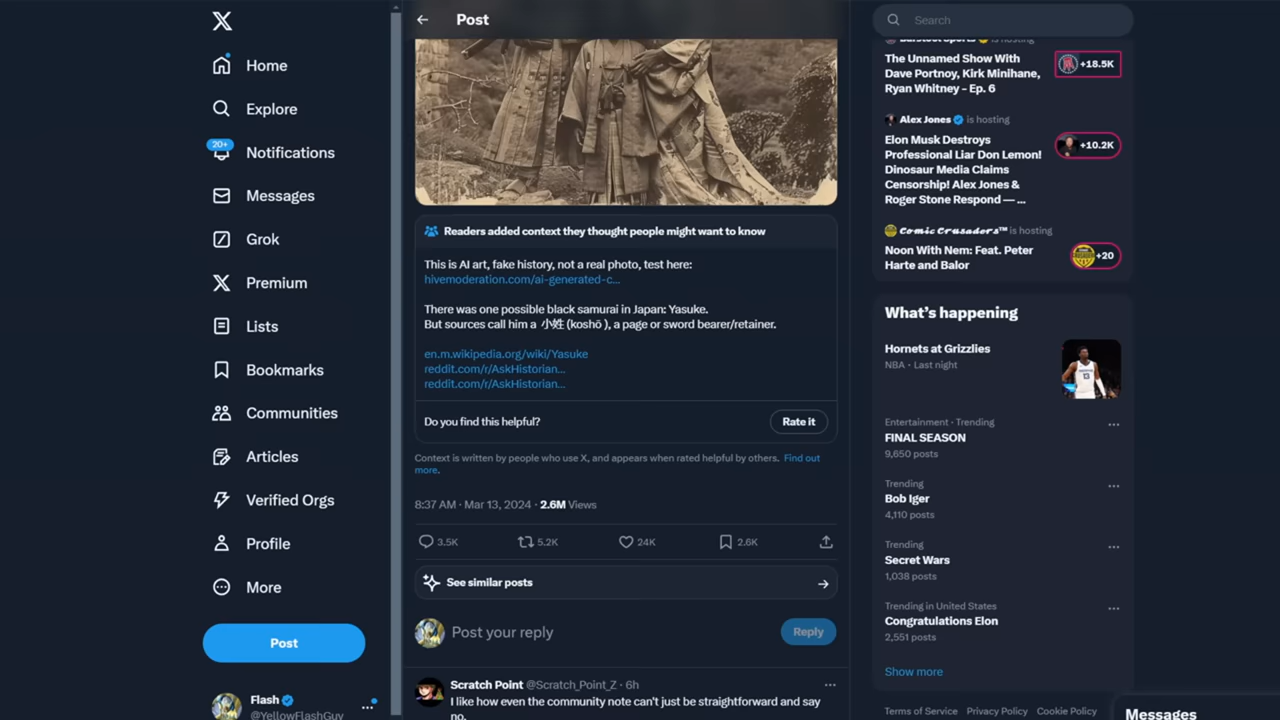 Home
Explore
20+
Notifications
Messages
Grok
Premium
Lists
Bookmarks
Communities
Articles
Verified Orgs
Profile
More
Post
Flash
@YellowFlashGuy
Post
Readers added context they thought people might want to know
This is AI art, fake history, not a real photo, test here:
hivemoderation.com/ai-generated-c...
There was one possible black samurai in Japan: Yasuke.
But sources call him a 小姓 (koshō ), a page or sword bearer/retainer.
en.m.wikipedia.org/wiki/Yasuke
reddit.com/r/AskHistorian...
reddit.com/r/AskHistorian...
Do you find this helpful?
Rate it
Context is written by people who use X, and appears when rated helpful by others. Find out
more.
8:37 AM · Mar 13, 2024 · 2.6M Views
3.5K 5.2K 24K 2.6K
See similar posts
Post your reply
Reply
Scratch Point @Scratch_Point_Z · 6h
I like how even the community note can't just be straightforward and say
no.
Search
Barstool Sports is hosting
The Unnamed Show With
Dave Portnoy, Kirk Minihane,
Ryan Whitney - Ep. 6
+18.5K
Alex Jones is hosting
Elon Musk Destroys
Professional Liar Don Lemon!
Dinosaur Media Claims
Censorship! Alex Jones &
Roger Stone Respond — ...
+10.2K
Comic Crusaders™ is hosting
Noon With Nem: Feat. Peter
Harte and Balor
+20
What's happening
Hornets at Grizzlies
NBA · Last night
Entertainment · Trending
FINAL SEASON
9,650 posts
Trending
Bob Iger
4,110 posts
Trending
Secret Wars
1,038 posts
Trending in United States
Congratulations Elon
2,551 posts
Show more
Terms of Service Privacy Policy Cookie Policy
Messages